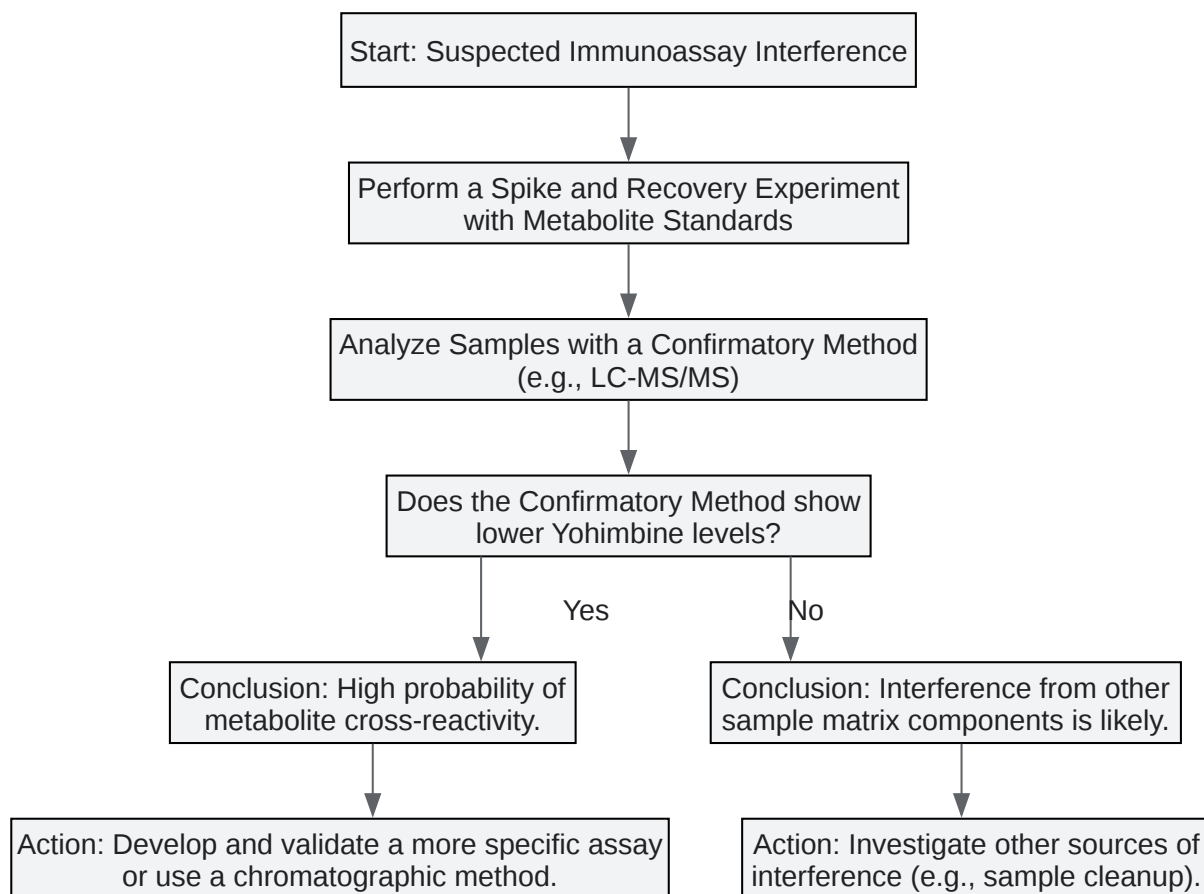 Start: Suspected Immunoassay Interference
Perform a Spike and Recovery Experiment
with Metabolite Standards
Analyze Samples with a Confirmatory Method
(e.g., LC-MS/MS)
Does the Confirmatory Method show
lower Yohimbine levels?
Yes
No
Conclusion: High probability of
metabolite cross-reactivity.
Conclusion: Interference from other
sample matrix components is likely.
Action: Develop and validate a more specific assay
or use a chromatographic method.
Action: Investigate other sources of
interference (e.g., sample cleanup).